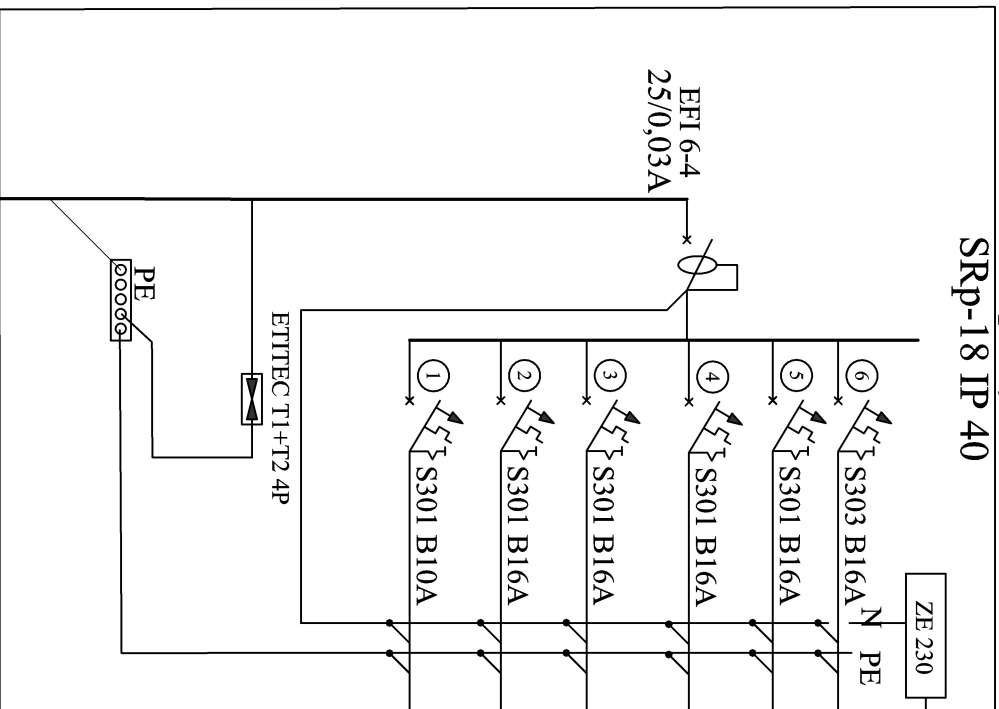 SRp-18 IP 40
EFI 6-4
25/0,03A
PE
ETITEC T1+T2 4P
1
S301 B10A
2
S301 B16A
3
S301 B16A
4
S301 B16A
5
S301 B16A
6
S303 B16A
N
PE
ZE 230